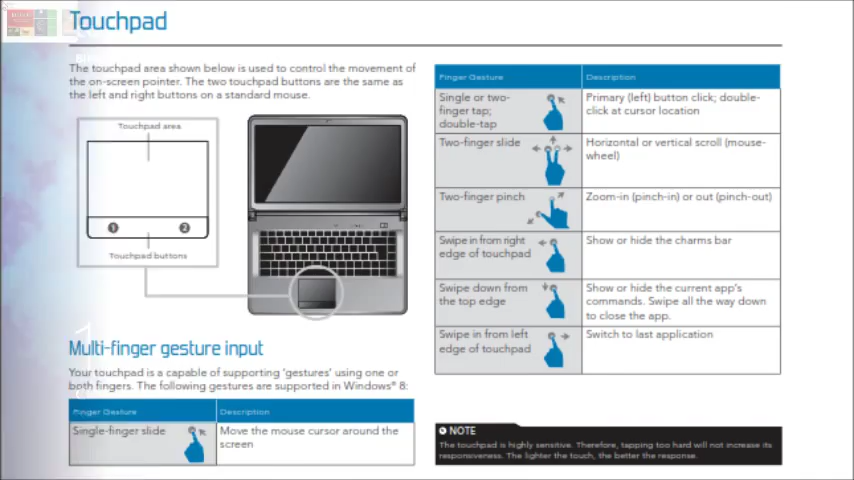 Touchpad
The touchpad area shown below is used to control the movement of
the on-screen pointer. The two touchpad buttons are the same as
the left and right buttons on a standard mouse.
Touchpad area
1 2
Touchpad buttons
Multi-finger gesture input
Your touchpad is a capable of supporting 'gestures' using one or
both fingers. The following gestures are supported in Windows® 8:
Finger Gesture Description
Single-finger slide Move the mouse cursor around the
screen
Finger Gesture Description
Single or two- Primary (left) button click; double-
finger tap; click at cursor location
double-tap
Two-finger slide Horizontal or vertical scroll (mouse-
wheel)
Two-finger pinch Zoom-in (pinch-in) or out (pinch-out)
Swipe in from right Show or hide the charms bar
edge of touchpad
Swipe down from Show or hide the current app's
the top edge commands. Swipe all the way down
to close the app.
Swipe in from left Switch to last application
edge of touchpad
NOTE
The touchpad is highly sensitive. Therefore, tapping too hard will not increase its
responsiveness. The lighter the touch, the better the response.